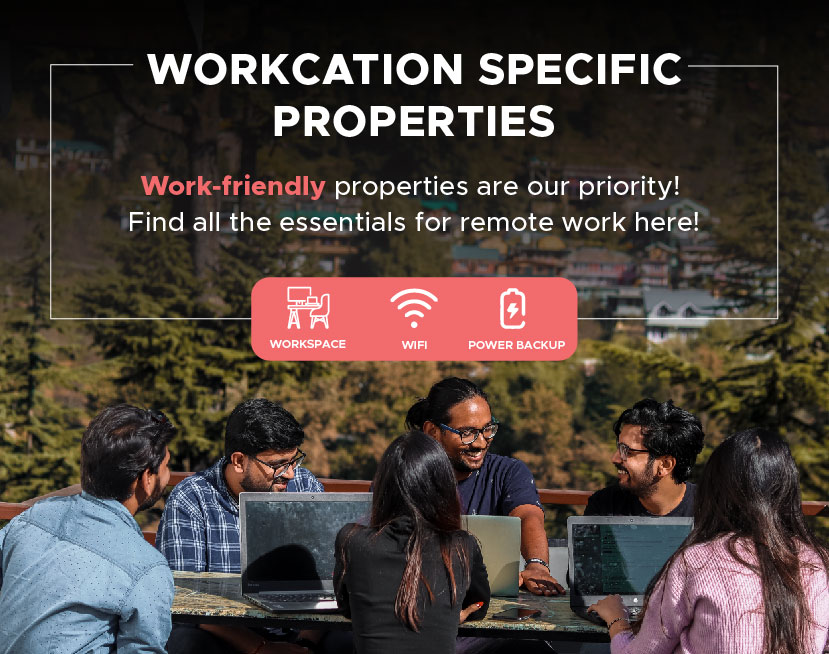 WORKCATION SPECIFIC
PROPERTIES
Work-friendly properties are our priority!
Find all the essentials for remote work here!
WORKSPACE
WIFI
POWER BACKUP